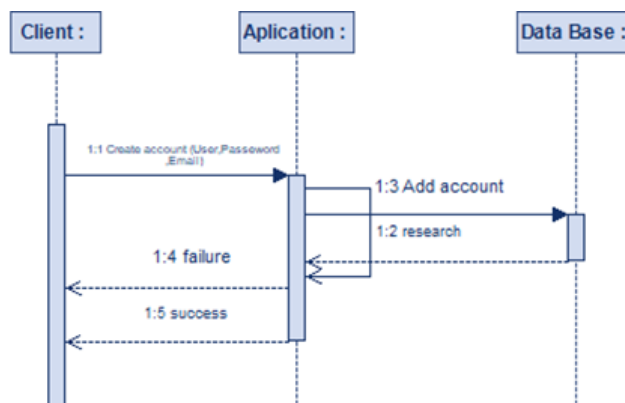 Client :
Aplication :
Data Base :
1:1 Create account (User,Passeword
,Email)
1:3 Add account
1:2 research
1:4 failure
1:5 success